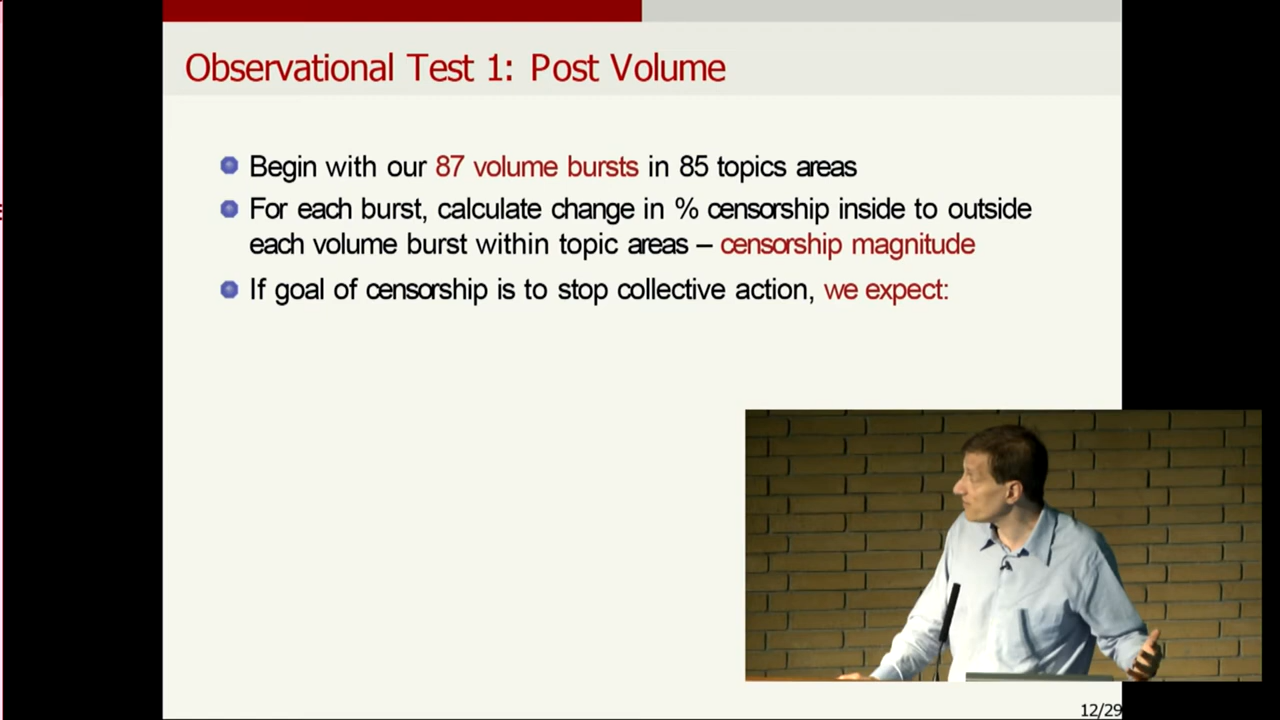 Observational Test 1: Post Volume
Begin with our 87 volume bursts in 85 topics areas
For each burst, calculate change in % censorship inside to outside
each volume burst within topic areas – censorship magnitude
If goal of censorship is to stop collective action, we expect:
12/29